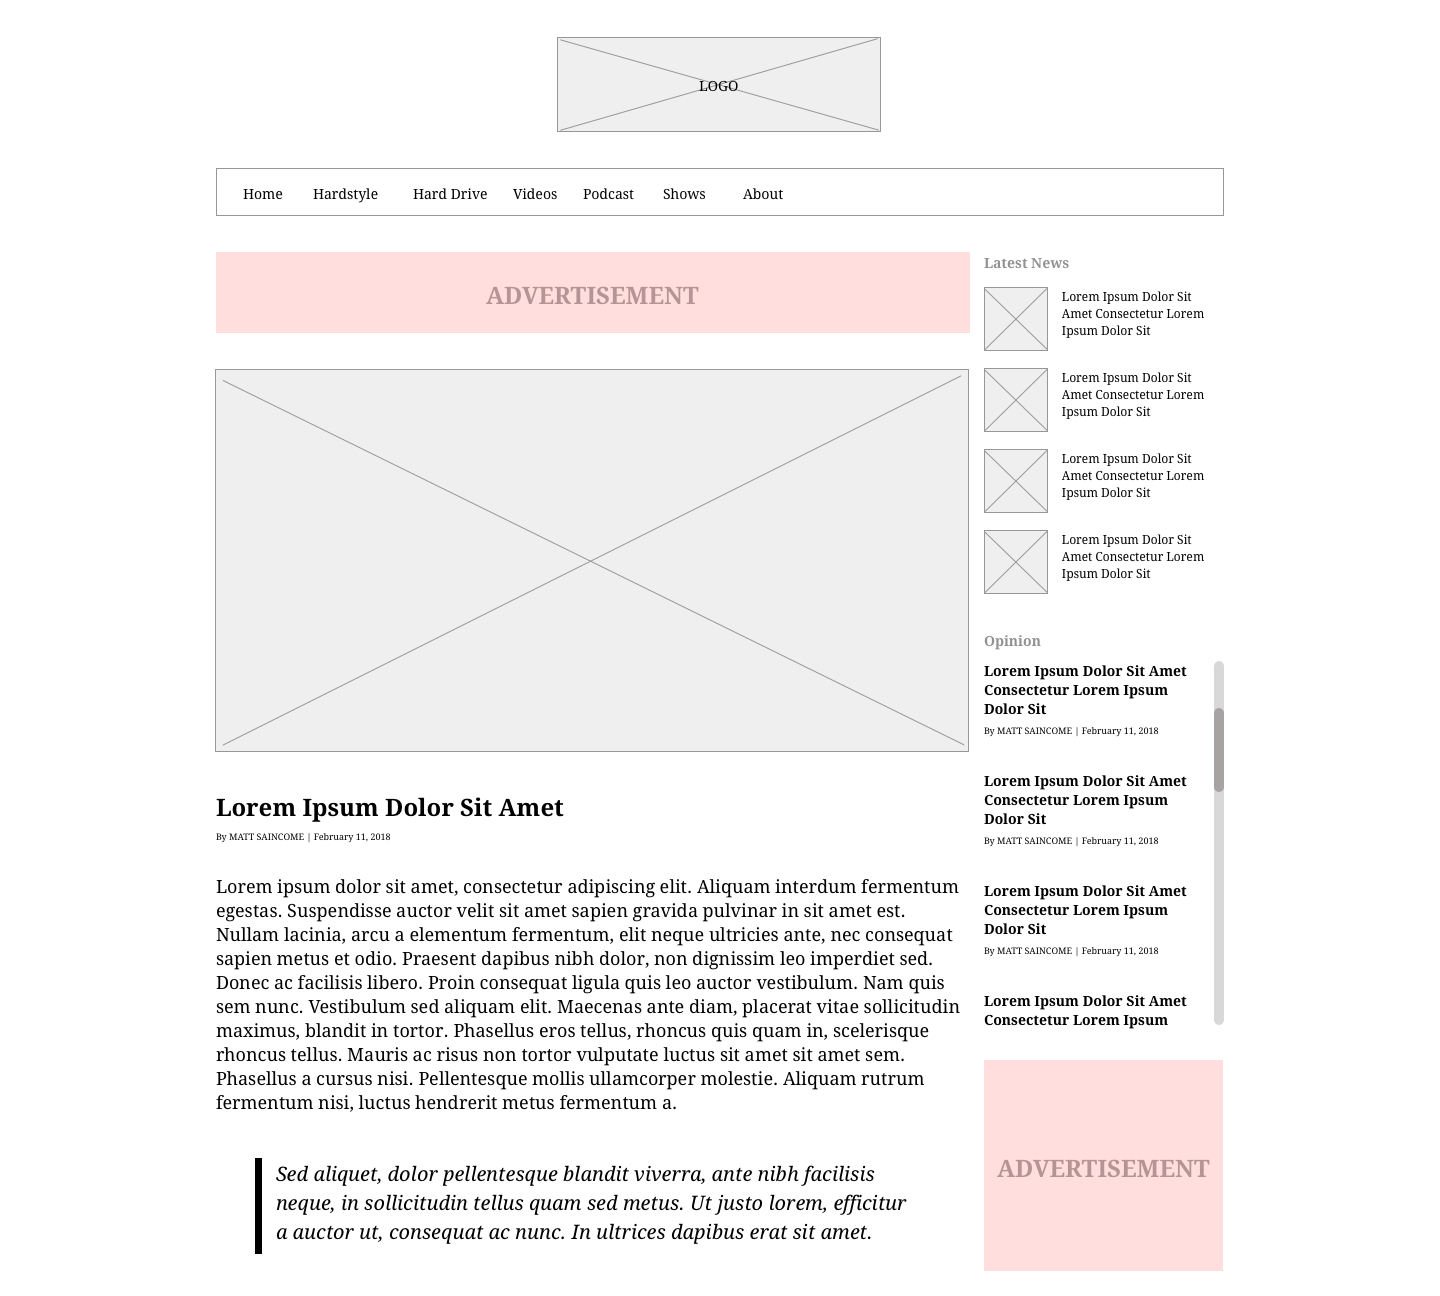 LOGO
Home Hardstyle Hard Drive Videos Podcast Shows About
ADVERTISEMENT
Lorem Ipsum Dolor Sit Amet
By MATT SAINCOME | February 11, 2018
Lorem ipsum dolor sit amet, consectetur adipiscing elit. Aliquam interdum fermentum
egestas. Suspendisse auctor velit sit amet sapien gravida pulvinar in sit amet est.
Nullam lacinia, arcu a elementum fermentum, elit neque ultricies ante, nec consequat
sapien metus et odio. Praesent dapibus nibh dolor, non dignissim leo imperdiet sed.
Donec ac facilisis libero. Proin consequat ligula quis leo auctor vestibulum. Nam quis
sem nunc. Vestibulum sed aliquam elit. Maecenas ante diam, placerat vitae sollicitudin
maximus, blandit in tortor. Phasellus eros tellus, rhoncus quis quam in, scelerisque
rhoncus tellus. Mauris ac risus non tortor vulputate luctus sit amet sit amet sem.
Phasellus a cursus nisi. Pellentesque mollis ullamcorper molestie. Aliquam rutrum
fermentum nisi, luctus hendrerit metus fermentum a.
Sed aliquet, dolor pellentesque blandit viverra, ante nibh facilisis
neque, in sollicitudin tellus quam sed metus. Ut justo lorem, efficitur
a auctor ut, consequat ac nunc. In ultrices dapibus erat sit amet.
Latest News
Lorem Ipsum Dolor Sit
Amet Consectetur Lorem
Ipsum Dolor Sit
Lorem Ipsum Dolor Sit
Amet Consectetur Lorem
Ipsum Dolor Sit
Lorem Ipsum Dolor Sit
Amet Consectetur Lorem
Ipsum Dolor Sit
Lorem Ipsum Dolor Sit
Amet Consectetur Lorem
Ipsum Dolor Sit
Opinion
Lorem Ipsum Dolor Sit Amet
Consectetur Lorem Ipsum
Dolor Sit
By MATT SAINCOME | February 11, 2018
Lorem Ipsum Dolor Sit Amet
Consectetur Lorem Ipsum
Dolor Sit
By MATT SAINCOME | February 11, 2018
Lorem Ipsum Dolor Sit Amet
Consectetur Lorem Ipsum
Dolor Sit
By MATT SAINCOME | February 11, 2018
Lorem Ipsum Dolor Sit Amet
Consectetur Lorem Ipsum
ADVERTISEMENT